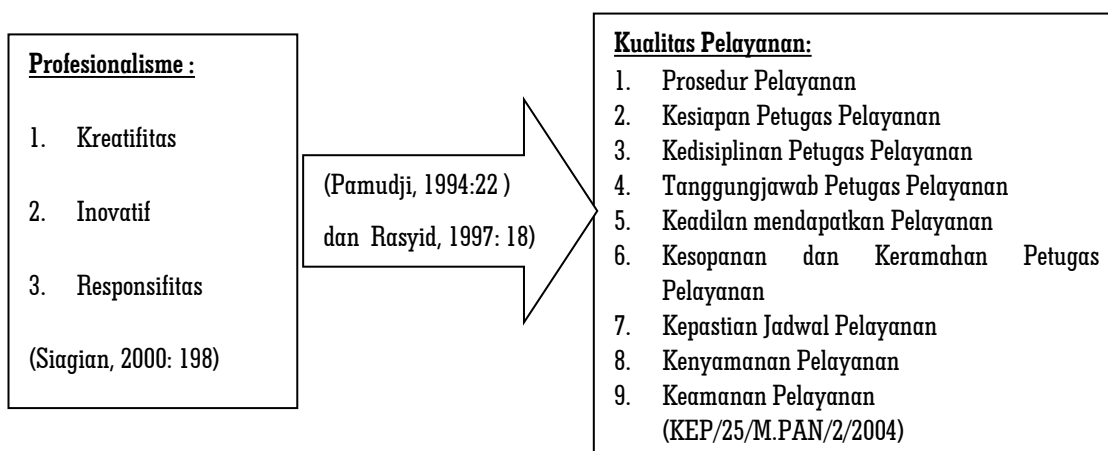 Profesionalisme :
1. Kreatifitas
2. Inovatif
3. Responsifitas
(Siagian, 2000: 198)
(Pamudji, 1994:22 )
dan Rasyid, 1997: 18)
Kualitas Pelayanan:
1. Prosedur Pelayanan
2. Kesiapan Petugas Pelayanan
3. Kedisiplinan Petugas Pelayanan
4. Tanggungjawab Petugas Pelayanan
5. Keadilan mendapatkan Pelayanan
6. Kesopanan dan Keramahan Petugas
Pelayanan
7. Kepastian Jadwal Pelayanan
8. Kenyamanan Pelayanan
9. Keamanan Pelayanan
(KEP/25/M.PAN/2/2004)